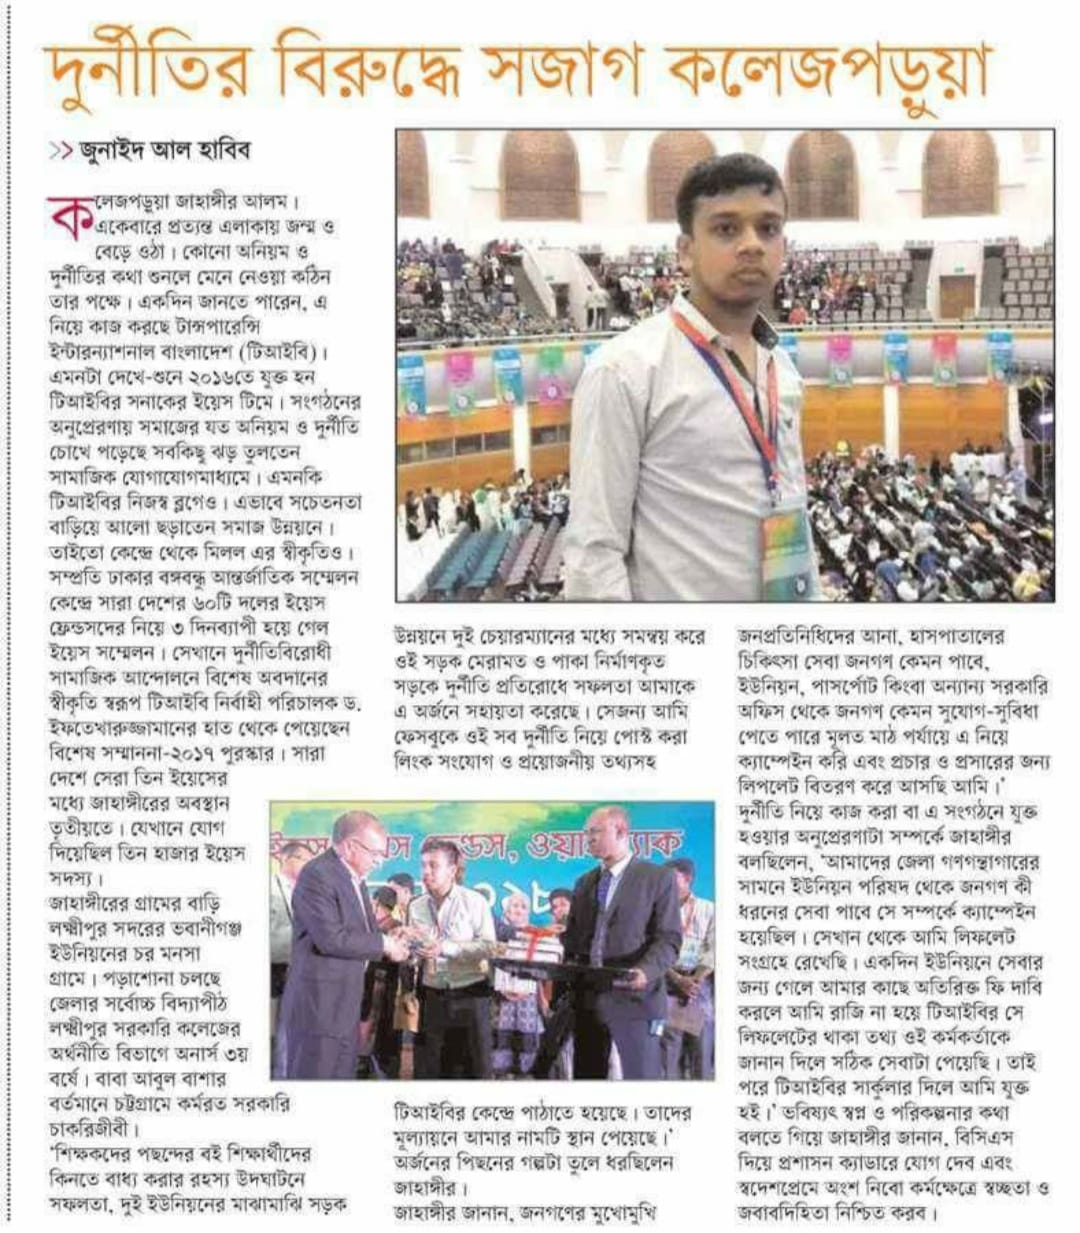 দুর্নীতির বিরুদ্ধে সজাগ কলেজপড়ুয়া
>> জুনাইদ আল হাবিব
কলেজপড়ুয়া জাহাঙ্গীর আলম।
একেবারে প্রত্যন্ত এলাকায় জন্ম ও
বেড়ে ওঠা। কোনো অনিয়ম ও
দুর্নীতির কথা শুনলে মেনে নেওয়া কঠিন
তার পক্ষে। একদিন জানতে পারেন, এ
নিয়ে কাজ করছে টান্সপারেন্সি
ইন্টারন্যাশনাল বাংলাদেশ (টিআইবি)।
এমনটা দেখে-শুনে ২০১৬তে যুক্ত হন
টিআইবির সনাকের ইয়েস টিমে। সংগঠনের
অনুপ্রেরণায় সমাজের যত অনিয়ম ও দুর্নীতি
চোখে পড়েছে সবকিছু ঝড় তুলতেন
সামাজিক যোগাযোগমাধ্যমে। এমনকি
টিআইবির নিজস্ব ব্লগেও। এভাবে সচেতনতা
বাড়িয়ে আলো ছড়াতেন সমাজ উন্নয়নে।
তাইতো কেন্দ্রে থেকে মিলল এর স্বীকৃতিও।
সম্প্রতি ঢাকার বঙ্গবন্ধু আন্তর্জাতিক সম্মেলন
কেন্দ্রে সারা দেশের ৬০টি দলের ইয়েস
ফ্রেন্ডসদের নিয়ে ৩ দিনব্যাপী হয়ে গেল
ইয়েস সম্মেলন। সেখানে দুর্নীতিবিরোধী
সামাজিক আন্দোলনে বিশেষ অবদানের
স্বীকৃতি স্বরূপ টিআইবি নির্বাহী পরিচালক ড.
ইফতেখারুজ্জামানের হাত থেকে পেয়েছেন
বিশেষ সম্মাননা-২০১৭ পুরস্কার। সারা
দেশে সেরা তিন ইয়েসের
মধ্যে জাহাঙ্গীরের অবস্থান
তৃতীয়তে। যেখানে যোগ
দিয়েছিল তিন হাজার ইয়েস
সদস্য।
জাহাঙ্গীরের গ্রামের বাড়ি
লক্ষ্মীপুর সদরের ভবানীগঞ্জ
ইউনিয়নের চর মনসা
গ্রামে। পড়াশোনা চলছে
জেলার সর্বোচ্চ বিদ্যাপীঠ
লক্ষ্মীপুর সরকারি কলেজের
অর্থনীতি বিভাগে অনার্স ৩য়
বর্ষে। বাবা আবুল বাশার
বর্তমানে চট্টগ্রামে কর্মরত সরকারি
চাকরিজীবী।
'শিক্ষকদের পছন্দের বই শিক্ষার্থীদের
কিনতে বাধ্য করার রহস্য উদঘাটনে
সফলতা, দুই ইউনিয়নের মাঝামাঝি সড়ক
উন্নয়নে দুই চেয়ারম্যানের মধ্যে সমন্বয় করে
ওই সড়ক মেরামত ও পাকা নির্মাণকৃত
সড়কে দুর্নীতি প্রতিরোধে সফলতা আমাকে
এ অর্জনে সহায়তা করেছে। সেজন্য আমি
ফেসবুকে ওই সব দুর্নীতি নিয়ে পোস্ট করা
লিংক সংযোগ ও প্রয়োজনীয় তথ্যসহ
টিআইবির কেন্দ্রে পাঠাতে হয়েছে। তাদের
মূল্যায়নে আমার নামটি স্থান পেয়েছে।'
অর্জনের পিছনের গল্পটা তুলে ধরছিলেন
জাহাঙ্গীর।
জাহাঙ্গীর জানান, জনগণের মুখোমুখি
জনপ্রতিনিধিদের আনা, হাসপাতালের
চিকিৎসা সেবা জনগণ কেমন পাবে,
ইউনিয়ন, পাসপোর্ট কিংবা অন্যান্য সরকারি
অফিস থেকে জনগণ কেমন সুযোগ-সুবিধা
পেতে পারে মূলত মাঠ পর্যায়ে এ নিয়ে
ক্যাম্পেইন করি এবং প্রচার ও প্রসারের জন্য
লিপলেট বিতরণ করে আসছি আমি।'
দুর্নীতি নিয়ে কাজ করা বা এ সংগঠনে যুক্ত
হওয়ার অনুপ্রেরণাটা সম্পর্কে জাহাঙ্গীর
বলছিলেন, 'আমাদের জেলা গণগন্থাগারের
সামনে ইউনিয়ন পরিষদ থেকে জনগণ কী
ধরনের সেবা পাবে সে সম্পর্কে ক্যাম্পেইন
হয়েছিল। সেখান থেকে আমি লিফলেট
সংগ্রহে রেখেছি। একদিন ইউনিয়নে সেবার
জন্য গেলে আমার কাছে অতিরিক্ত ফি দাবি
করলে আমি রাজি না হয়ে টিআইবির সে
লিফলেটের থাকা তথ্য ওই কর্মকর্তাকে
জানান দিলে সঠিক সেবাটা পেয়েছি। তাই
পরে টিআইবির সার্কুলার দিলে আমি যুক্ত
হই।' ভবিষ্যৎ স্বপ্ন ও পরিকল্পনার কথা
বলতে গিয়ে জাহাঙ্গীর জানান, বিসিএস
দিয়ে প্রশাসন ক্যাডারে যোগ দেব এবং
স্বদেশপ্রেমে অংশ নিবো কর্মক্ষেত্রে স্বচ্ছতা ও
জবাবদিহিতা নিশ্চিত করব।